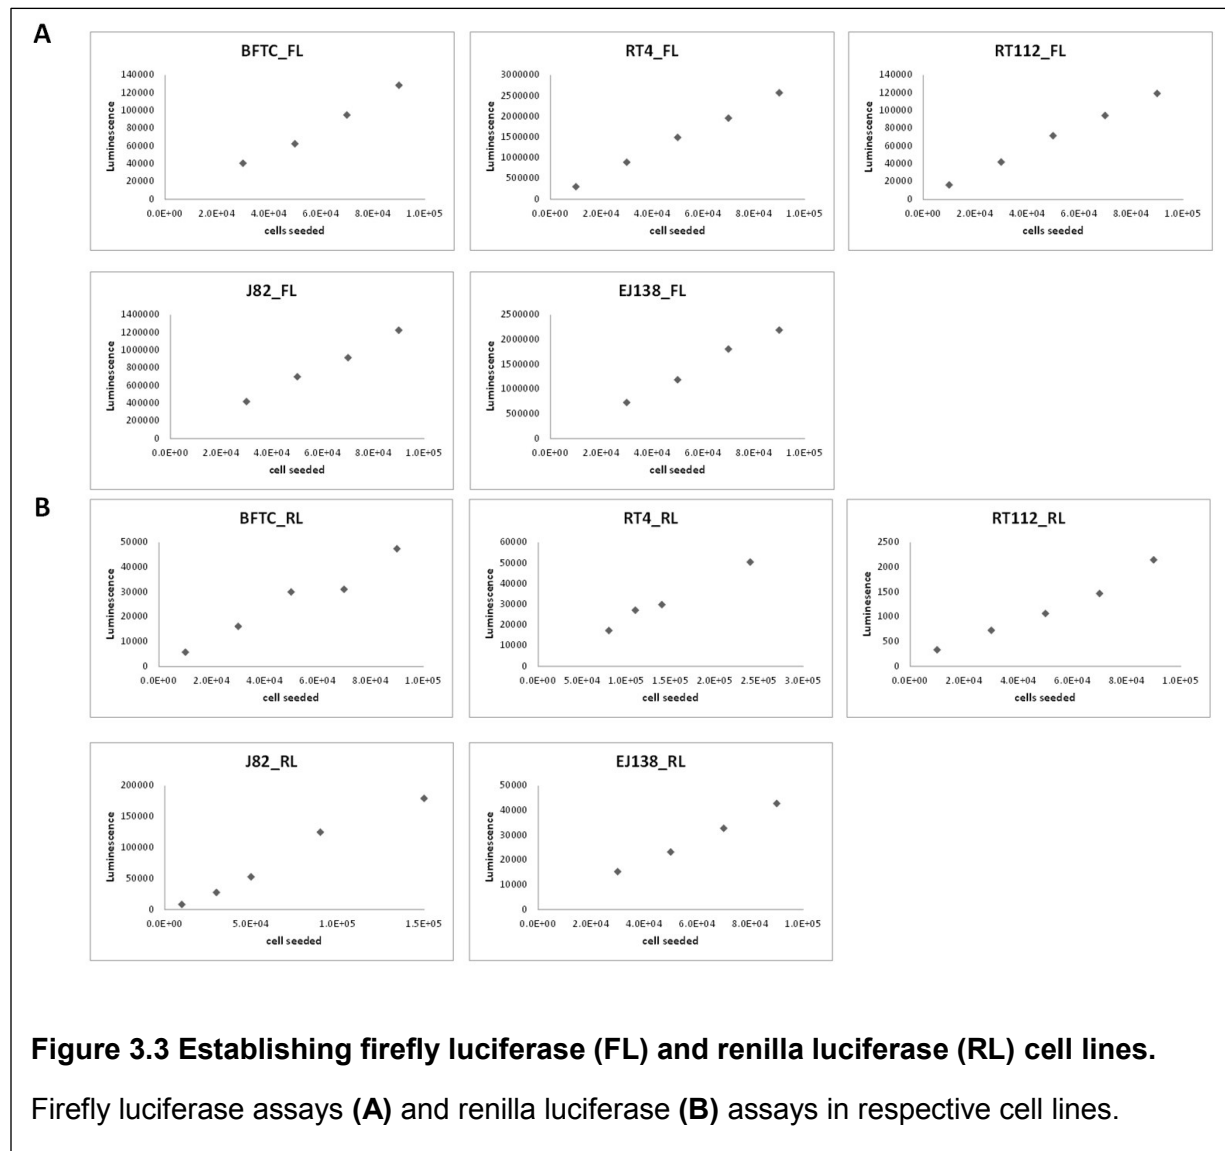 A
BFTC_FL
140000
120000
100000
80000
60000
40000
20000
0
Luminescence
0.0E+00 2.0E+04 4.0E+04 6.0E+04 8.0E+04 1.0E+05
cells seeded
RT4_FL
3000000
2500000
2000000
1500000
1000000
500000
0
Luminescence
0.0E+00 2.0E+04 4.0E+04 6.0E+04 8.0E+04 1.0E+05
cell seeded
RT112_FL
140000
120000
100000
80000
60000
40000
20000
0
Luminescence
0.0E+00 2.0E+04 4.0E+04 6.0E+04 8.0E+04 1.0E+05
cells seeded
J82_FL
1400000
1200000
1000000
800000
600000
400000
200000
0
Luminescence
0.0E+00 2.0E+04 4.0E+04 6.0E+04 8.0E+04 1.0E+05
cell seeded
EJ138_FL
2500000
2000000
1500000
1000000
500000
0
Luminescence
0.0E+00 2.0E+04 4.0E+04 6.0E+04 8.0E+04 1.0E+05
cell seeded
B
BFTC_RL
50000
40000
30000
20000
10000
0
Luminescence
0.0E+00 2.0E+04 4.0E+04 6.0E+04 8.0E+04 1.0E+05
cell seeded
RT4_RL
60000
50000
40000
30000
20000
10000
0
Luminescence
0.0E+00 5.0E+04 1.0E+05 1.5E+05 2.0E+05 2.5E+05 3.0E+05
cell seeded
RT112_RL
2500
2000
1500
1000
500
0
Luminesence
0.0E+00 2.0E+04 4.0E+04 6.0E+04 8.0E+04 1.0E+05
cells seeded
J82_RL
200000
150000
100000
50000
0
Luminescence
0.0E+00 5.0E+04 1.0E+05 1.5E+05
cell seeded
EJ138_RL
50000
40000
30000
20000
10000
0
Luminescence
0.0E+00 2.0E+04 4.0E+04 6.0E+04 8.0E+04 1.0E+05
cell seeded
Figure 3.3 Establishing firefly luciferase (FL) and renilla luciferase (RL) cell lines.
Firefly luciferase assays (A) and renilla luciferase (B) assays in respective cell lines.